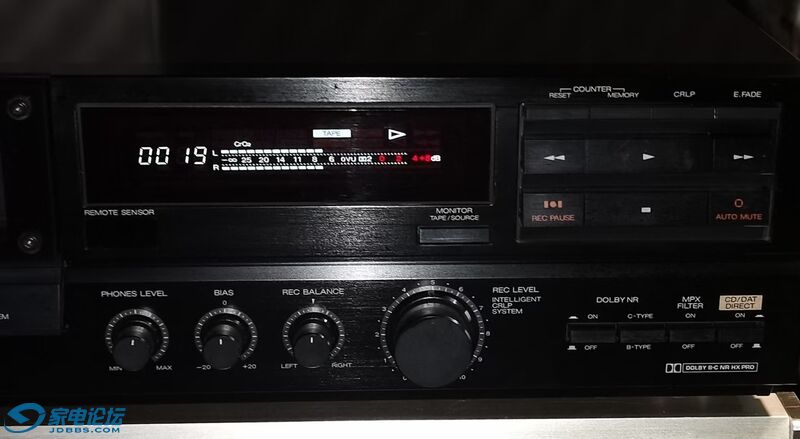 COUNTER
RESET MEMORY CRLP E.FADE
TAPE
CrO2
0019 L
-∞ 25 20 14 11 8 6 0VU 2 0 8 4+8dB
R
REMOTE SENSOR
MONITOR
TAPE/SOURCE
REC PAUSE AUTO MUTE
PHONES LEVEL BIAS REC BALANCE REC LEVEL
INTELLIGENT
CRLP
SYSTEM
0
MIN MAX -20 +20 LEFT RIGHT
DOLBY NR MPX
FILTER CD/DAT
DIRECT
ON C-TYPE ON ON
OFF B-TYPE OFF OFF
DOLBY B·C NR HX PRO
家电论坛
JDBBS.COM